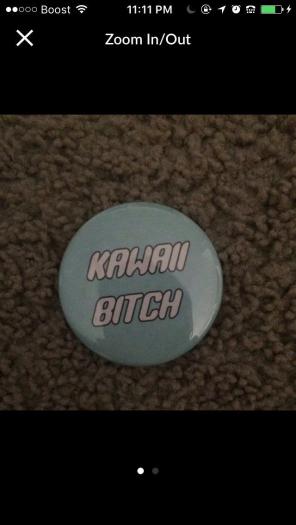 Boost
11:11 PM
Zoom In/Out
KAWAII
BITCH